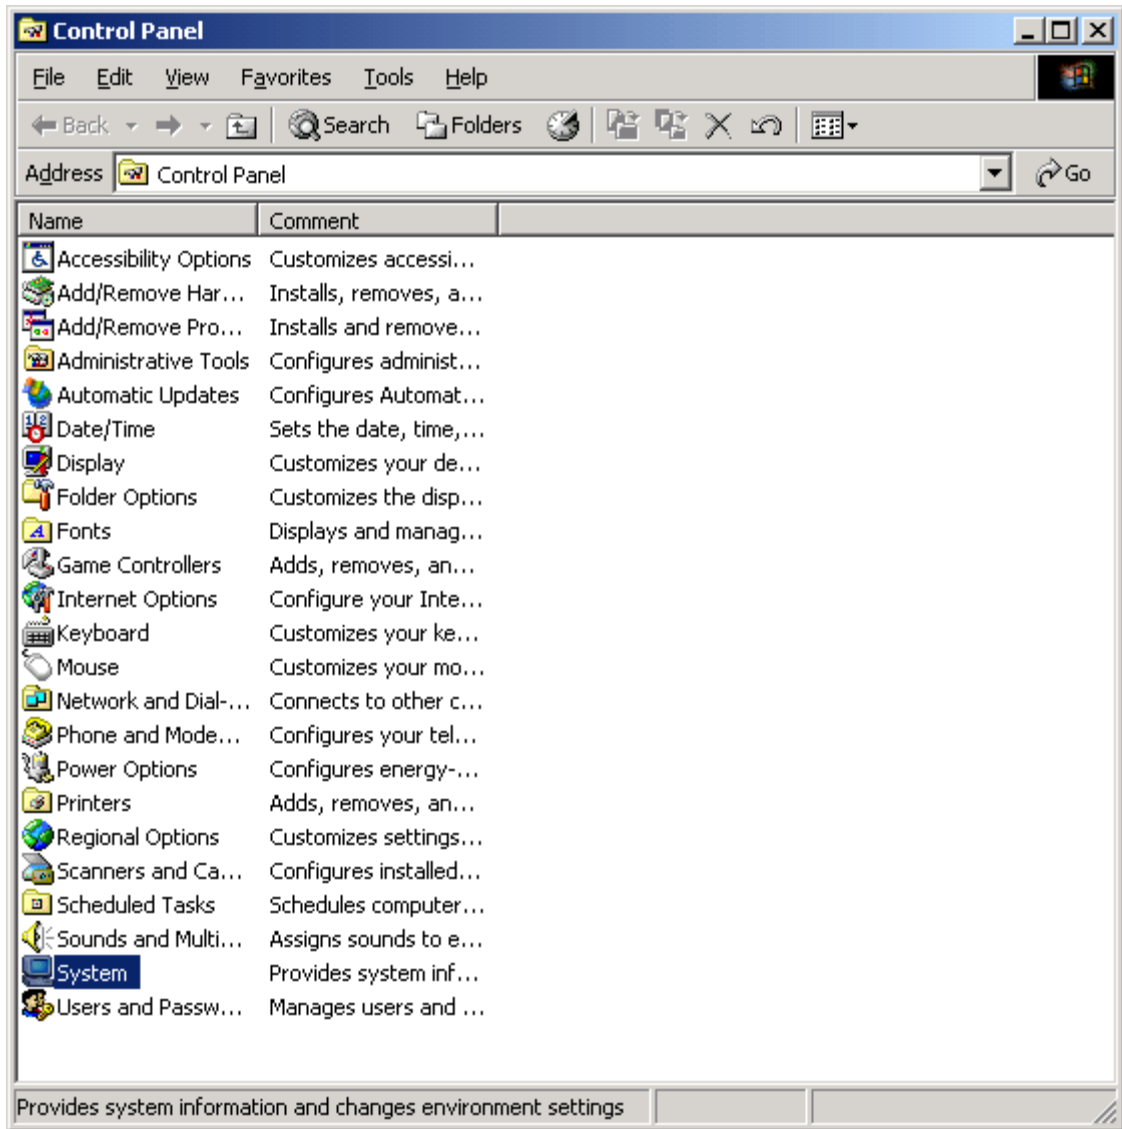 Control Panel
File Edit View Favorites Tools Help
Back Search Folders
Address Control Panel Go
Name Comment
Accessibility Options Customizes accessi...
Add/Remove Har... Installs, removes, a...
Add/Remove Pro... Installs and remove...
Administrative Tools Configures administ...
Automatic Updates Configures Automat...
Date/Time Sets the date, time,...
Display Customizes your de...
Folder Options Customizes the disp...
Fonts Displays and manag...
Game Controllers Adds, removes, an...
Internet Options Configure your Inte...
Keyboard Customizes your ke...
Mouse Customizes your mo...
Network and Dial-... Connects to other c...
Phone and Mode... Configures your tel...
Power Options Configures energy-...
Printers Adds, removes, an...
Regional Options Customizes settings...
Scanners and Ca... Configures installed...
Scheduled Tasks Schedules computer...
Sounds and Multi... Assigns sounds to e...
System Provides system inf...
Users and Passw... Manages users and ...
Provides system information and changes environment settings